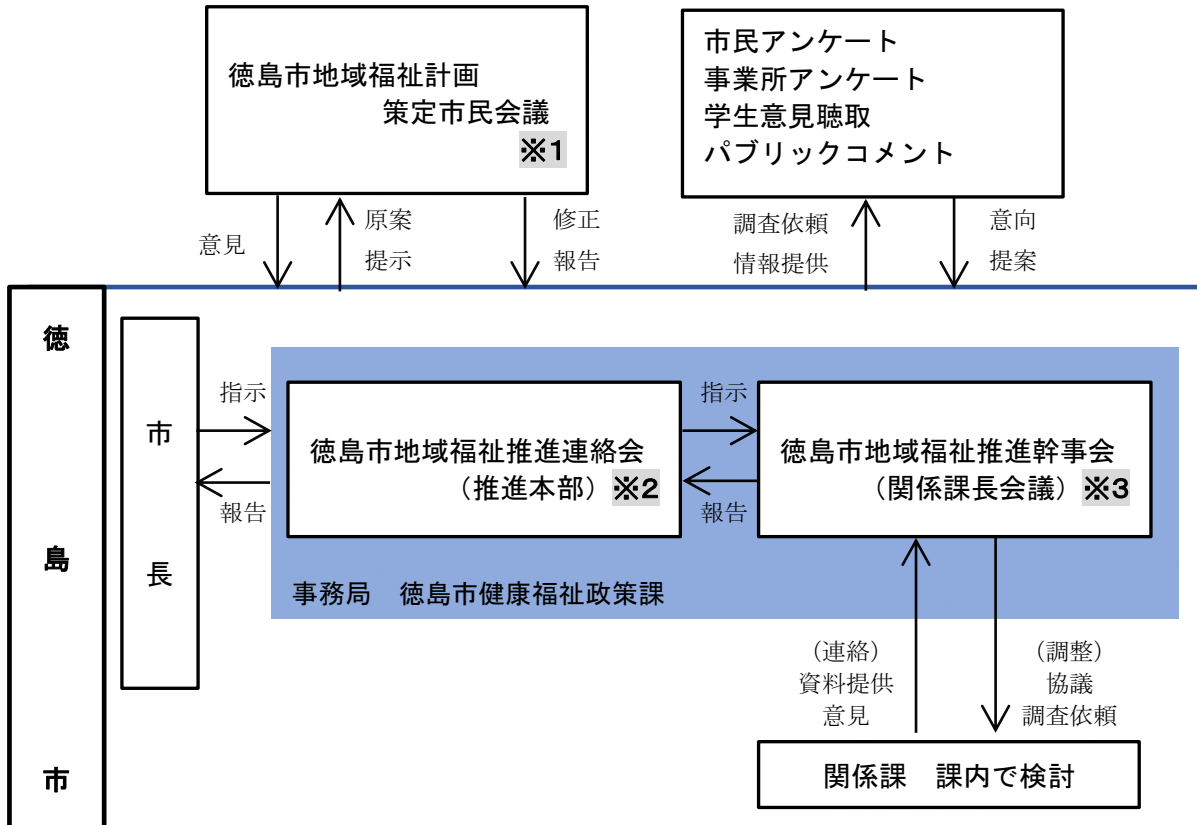 徳島市地域福祉計画
策定市民会議
※1
市民アンケート
事業所アンケート
学生意見聴取
パブリックコメント
意見
原案
提示
修正
報告
調査依頼
情報提供
意向
提案
徳
島
市
市
長
指示
報告
徳島市地域福祉推進連絡会
（推進本部）※2
指示
報告
徳島市地域福祉推進幹事会
（関係課長会議）※3
事務局　徳島市健康福祉政策課
（連絡）
資料提供
意見
（調整）
協議
調査依頼
関係課　課内で検討